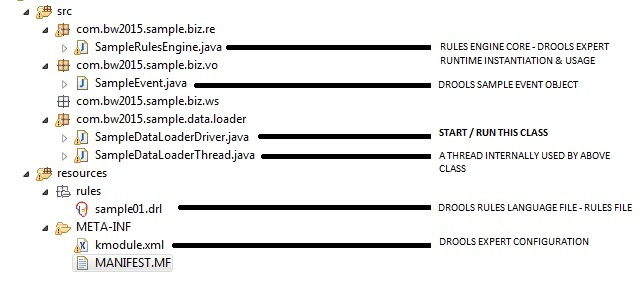 src
com.bw2015.sample.biz.re
SampleRulesEngine.java
RULES ENGINE CORE - DROOLS EXPERT
RUNTIME INSTANTIATION & USAGE
com.bw2015.sample.biz.vo
SampleEvent.java
DROOLS SAMPLE EVENT OBJECT
com.bw2015.sample.biz.ws
com.bw2015.sample.data.loader
SampleDataLoaderDriver.java
START / RUN THIS CLASS
SampleDataLoaderThread.java
A THREAD INTERNALLY USED BY ABOVE
CLASS
resources
rules
sample01.drl
DROOLS RULES LANGUAGE FILE - RULES FILE
META-INF
kmodule.xml
DROOLS EXPERT CONFIGURATION
MANIFEST.MF